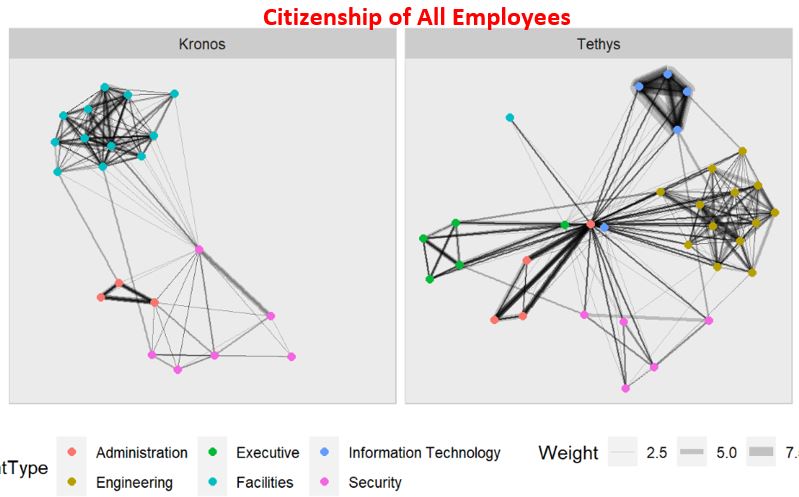 Citizenship of All Employees
Kronos Tethys
Administration Executive Information Technology Weight 2.5 5.0 7.
ntType
Engineering Facilities Security